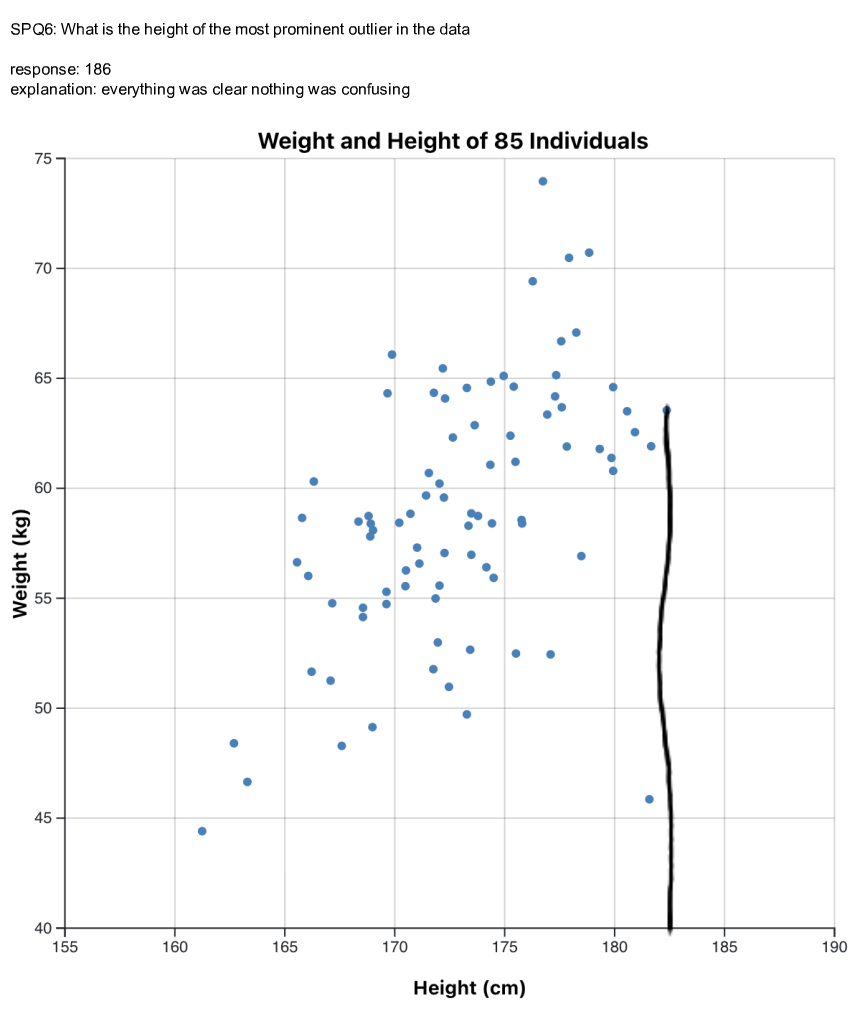 SPQ6: What is the height of the most prominent outlier in the data
response: 186
explanation: everything was clear nothing was confusing
Weight and Height of 85 Individuals
75
70
65
60
55
50
45
40
Weight (kg)
155 160 165 170 175 180 185 190
Height (cm)